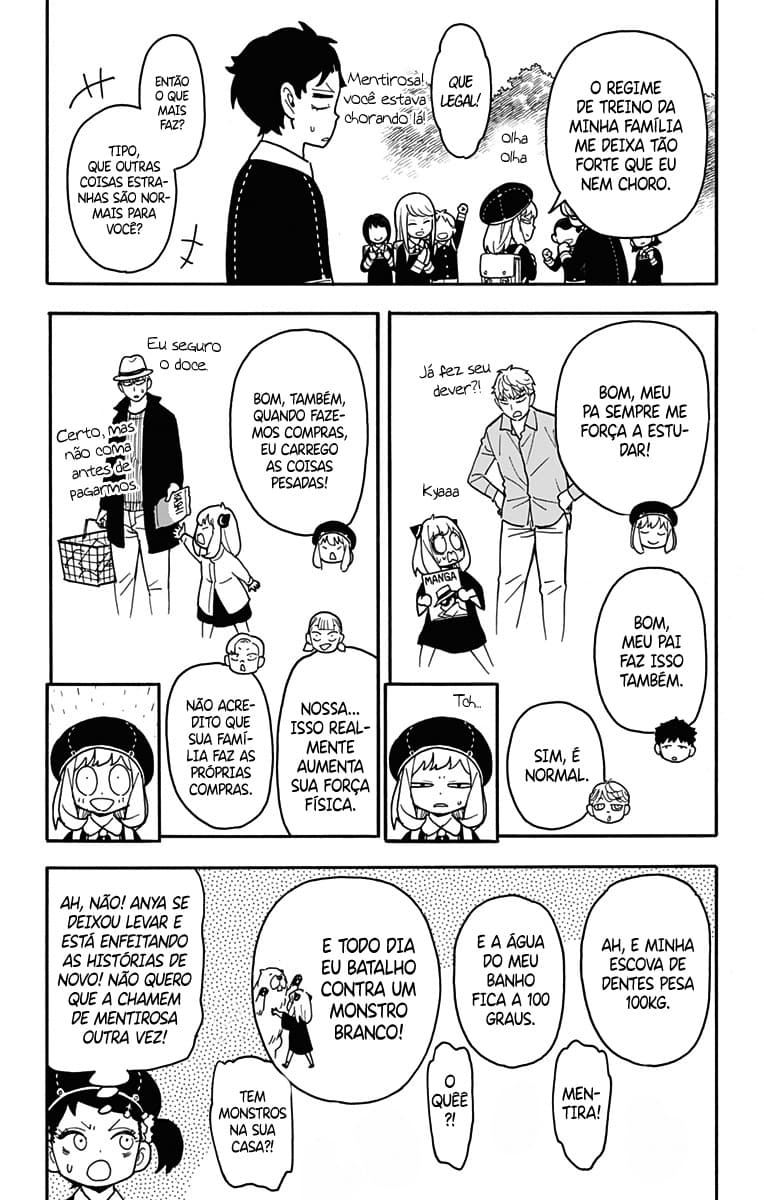 O REGIME
DE TREINO DA
MINHA FAMÍLIA
ME DEIXA TÃO
FORTE QUE EU
NEM CHORO.
Olha
olha
QUE
LEGAL!
Mentirosa!
você estava
chorando lá!
ENTÃO
O QUE
MAIS
FAZ?
TIPO,
QUE OUTRAS
COISAS ESTRA-
NHAS SÃO NOR-
MAIS PARA
VOCÊ?
BOM, MEU
PA SEMPRE ME
FORÇA A ESTU-
DAR!
Já fez seu
dever?!
Kyaaa
MANGA
BOM,
MEU PAI
FAZ ISSO
TAMBÉM.
SIM, É
NORMAL.
Tch..
BOM, TAMBÉM,
QUANDO FAZE-
MOS COMPRAS,
EU CARREGO
AS COISAS
PESADAS!
Eu seguro
o doce.
Certo, mas
não coma
antes de
pagarmos.
NOSSA...
ISSO REAL-
MENTE
AUMENTA
SUA FORÇA
FÍSICA.
NÃO ACRE-
DITO QUE
SUA FAMÍ-
LIA FAZ AS
PRÓPRIAS
COMPRAS.
AH, E MINHA
ESCOVA DE
DENTES PESA
100KG.
MEN-
TIRA!
E A ÁGUA
DO MEU
BANHO
FICA A 100
GRAUS.
O
QUÊÊ
?!
E TODO DIA
EU BATALHO
CONTRA UM
MONSTRO
BRANCO!
TEM
MONSTROS
NA SUA
CASA?!
AH, NÃO! ANYA SE
DEIXOU LEVAR E
ESTÁ ENFEITANDO
AS HISTÓRIAS DE
NOVO! NÃO QUERO
QUE A CHAMEM
DE MENTIROSA
OUTRA VEZ!